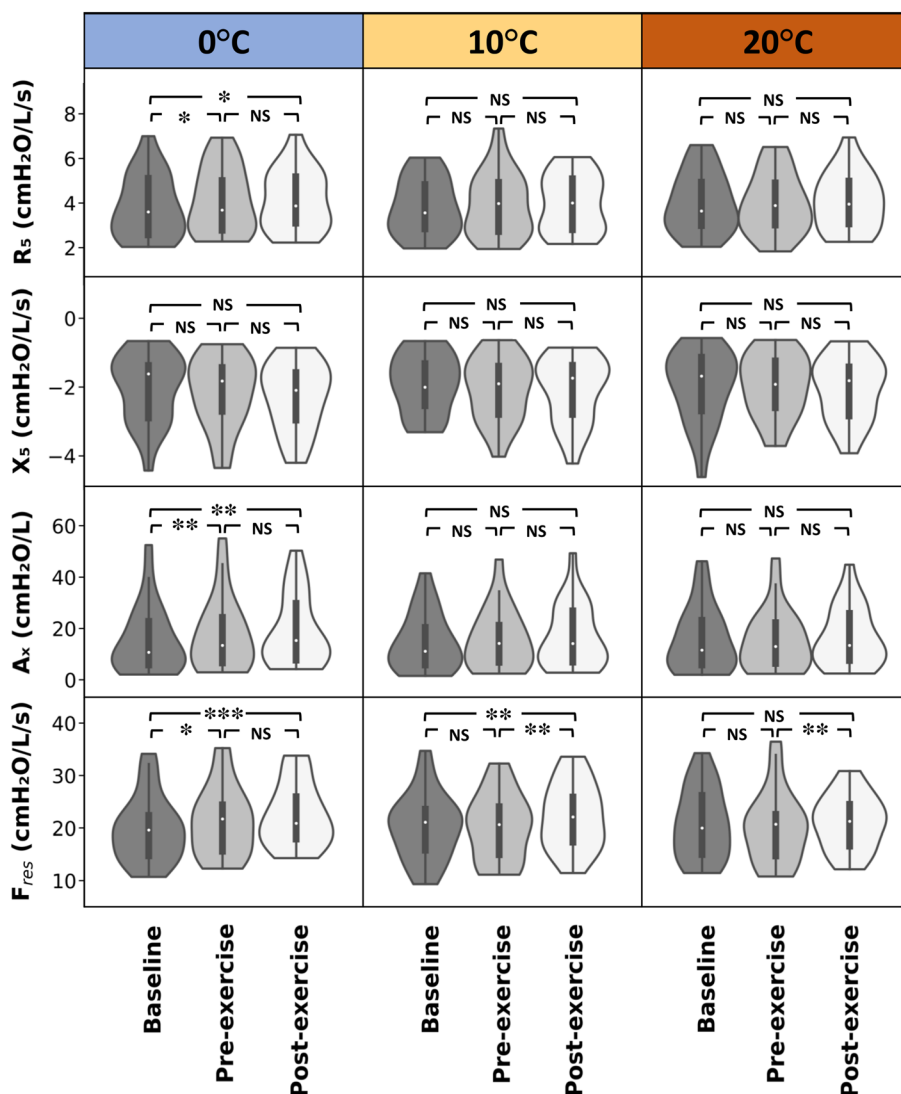 0°C 10°C 20°C
R₅ (cmH₂O/L/s)
8
6
4
2
* NS NS
* NS NS NS NS NS
X₅ (cmH₂O/L/s)
0
−2
−4
NS NS NS
NS NS NS NS NS NS
Aₓ (cmH₂O/L)
60
40
20
0
** NS NS
** NS NS NS NS NS
F_res (cmH₂O/L/s)
40
30
20
10
*** ** NS
* NS NS ** NS **
Baseline
Pre-exercise
Post-exercise
Baseline
Pre-exercise
Post-exercise
Baseline
Pre-exercise
Post-exercise